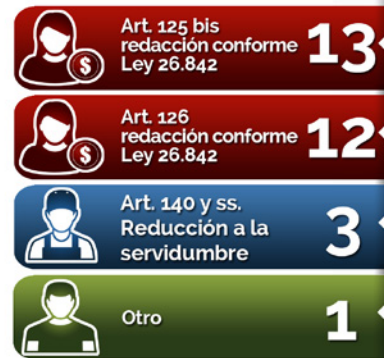 Art. 125 bis
redacción conforme
Ley 26.842
13
$
Art. 126
redacción conforme
Ley 26.842
12
$
Art. 140 y ss.
Reducción a la
servidumbre
3
Otro
1